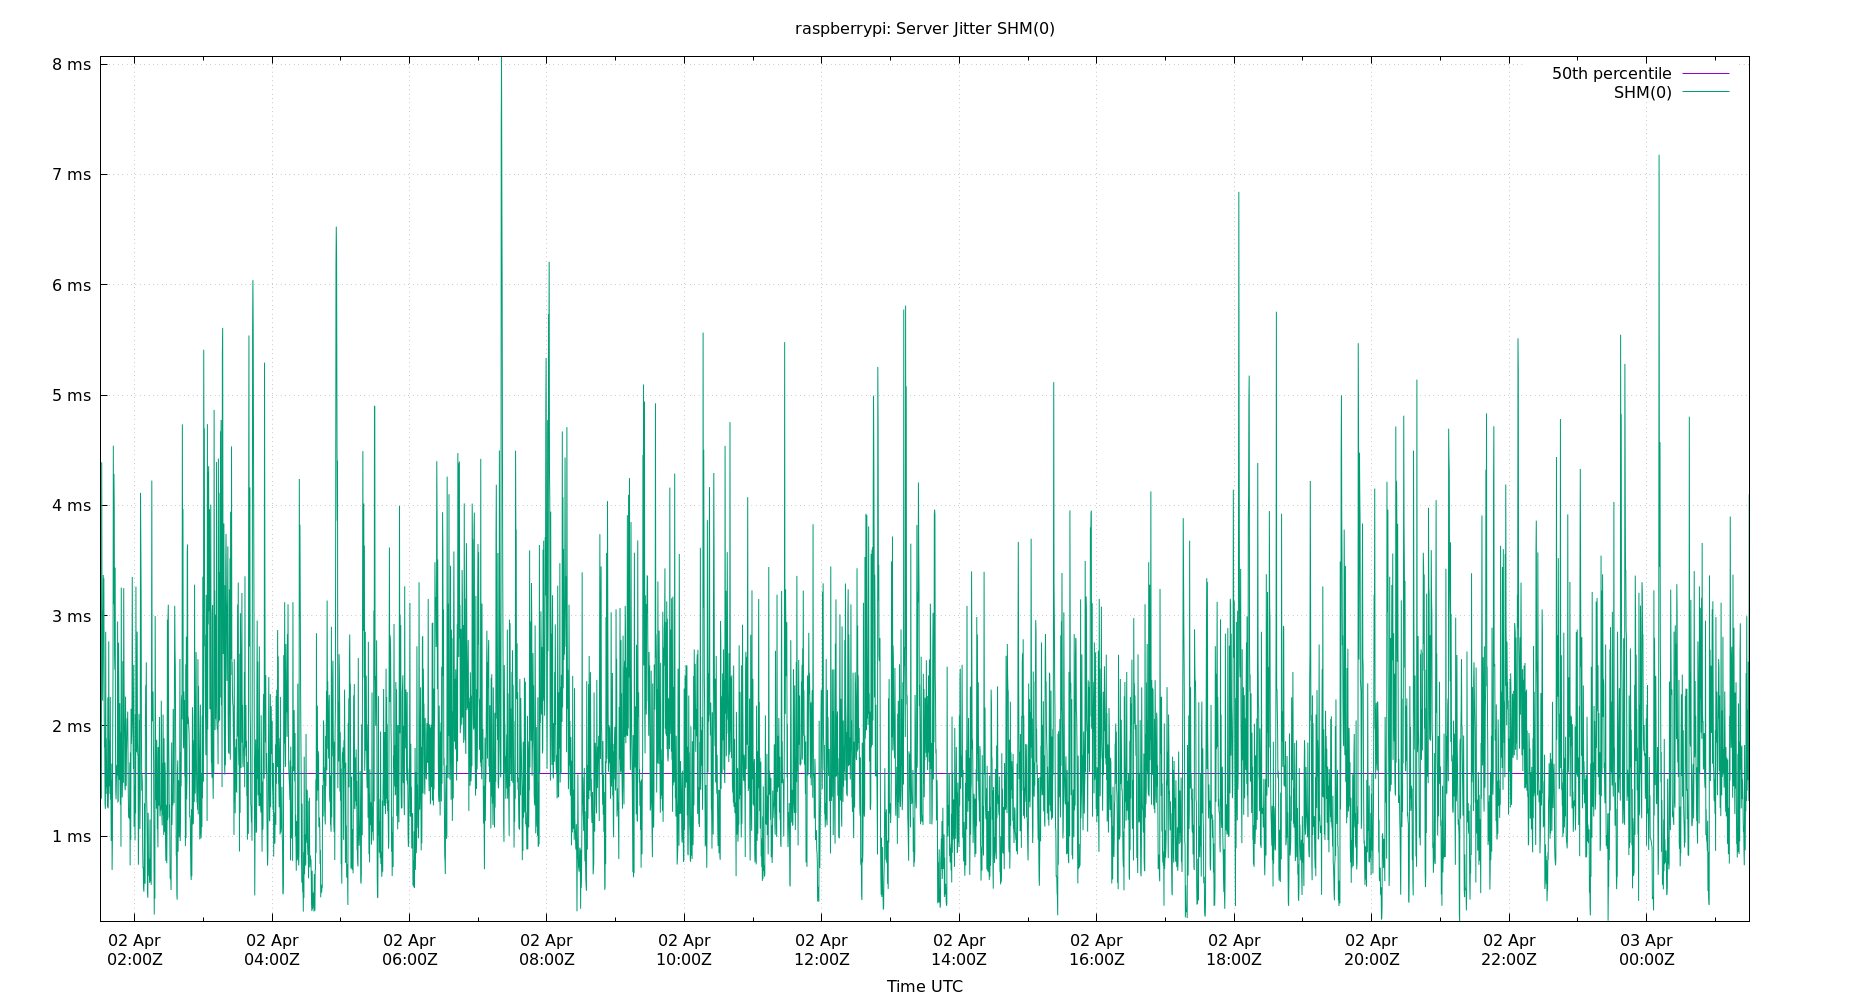 raspberrypi: Server Jitter SHM(0)
50th percentile
SHM(0)
8 ms
7 ms
6 ms
5 ms
4 ms
3 ms
2 ms
1 ms
02 Apr 02 Apr 02 Apr 02 Apr 02 Apr 02 Apr 02 Apr 02 Apr 02 Apr 02 Apr 02 Apr 03 Apr
02:00Z 04:00Z 06:00Z 08:00Z 10:00Z 12:00Z 14:00Z 16:00Z 18:00Z 20:00Z 22:00Z 00:00Z
Time UTC